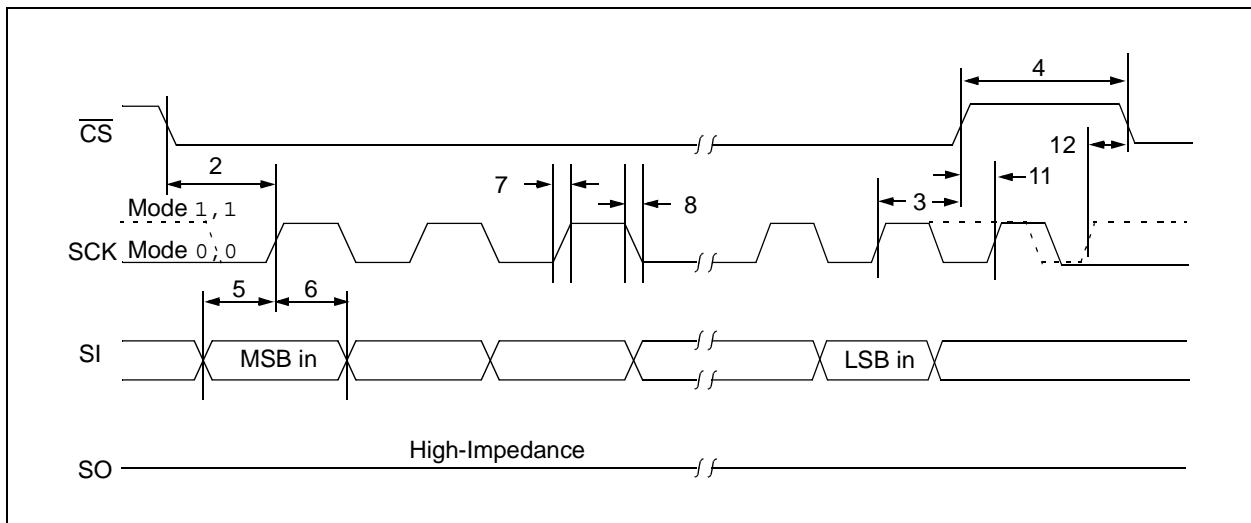 4
CS
12
2
7
11
3
8
Mode 1,1
SCK Mode 0,0
5 6
SI MSB in LSB in
High-Impedance
SO